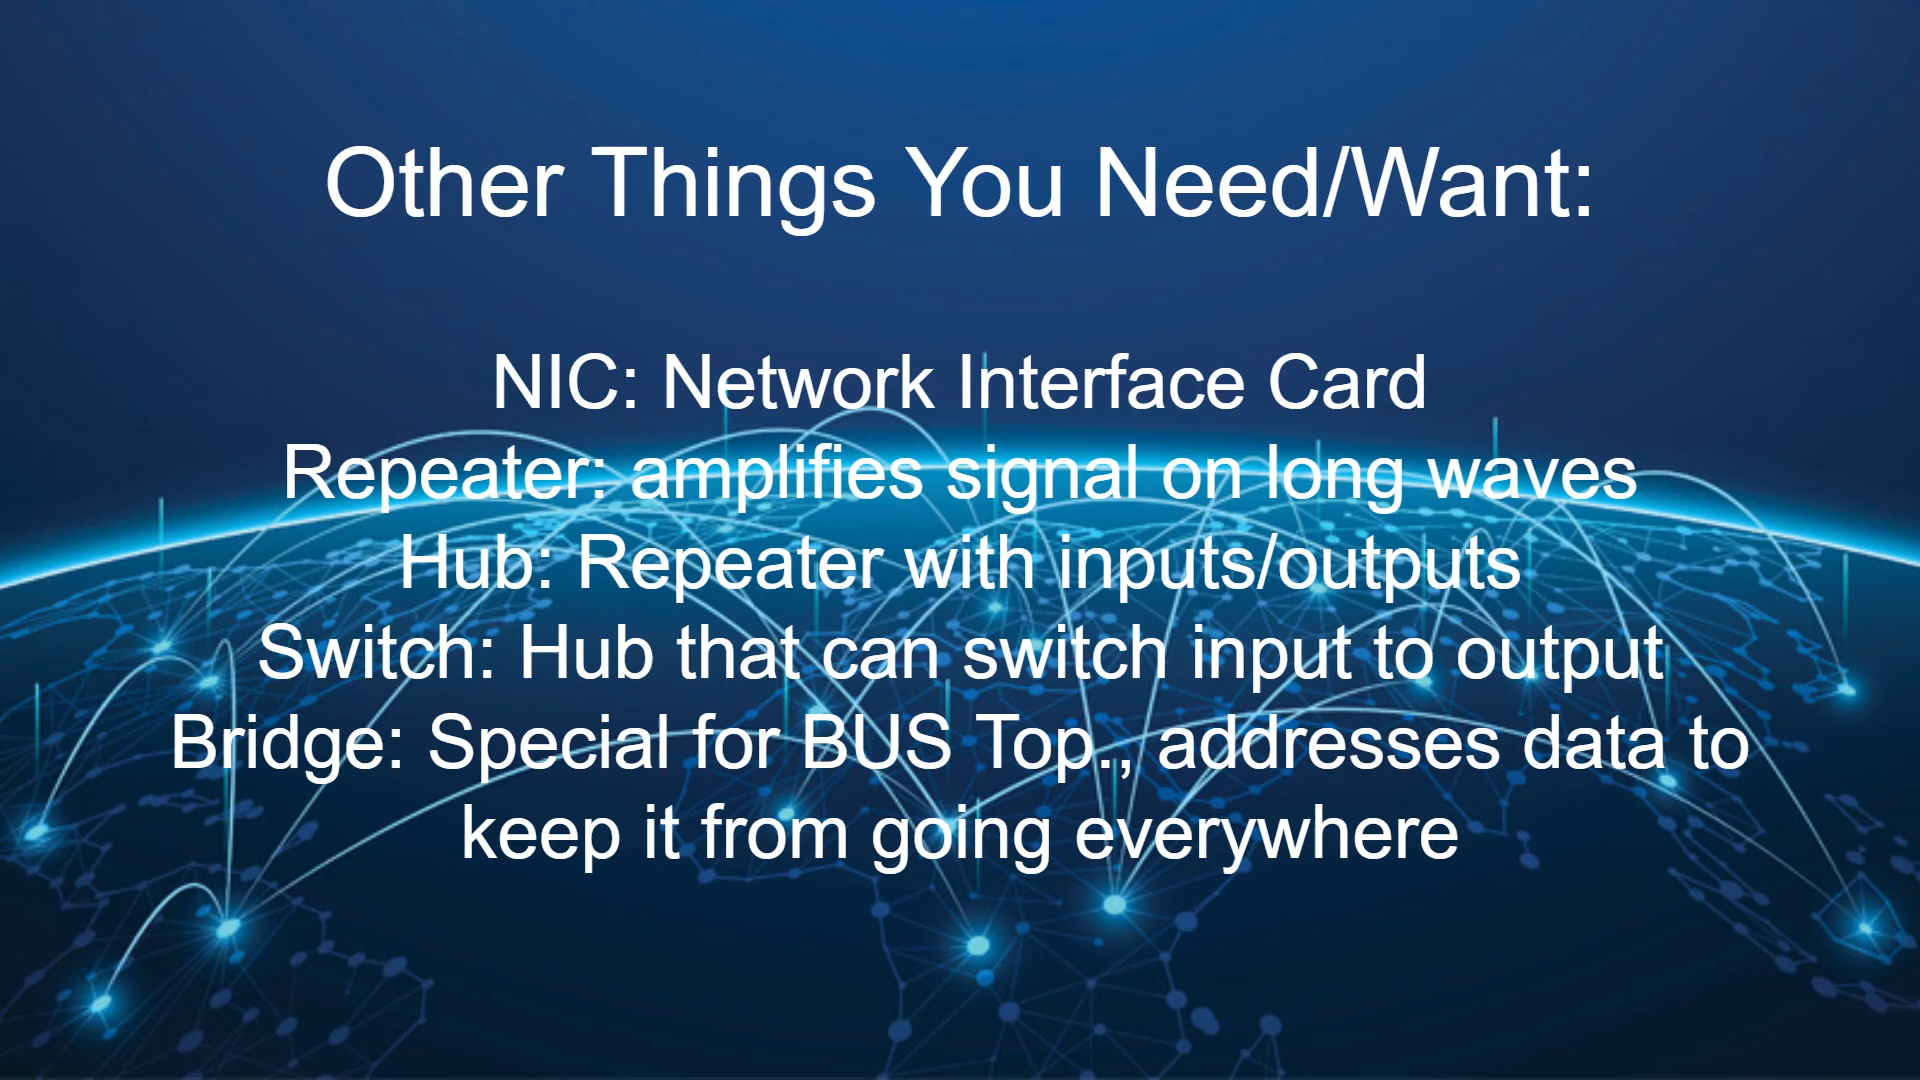 Other Things You Need/Want:
NIC: Network Interface Card
Repeater: amplifies signal on long waves
Hub: Repeater with inputs/outputs
Switch: Hub that can switch input to output
Bridge: Special for BUS Top., addresses data to
keep it from going everywhere